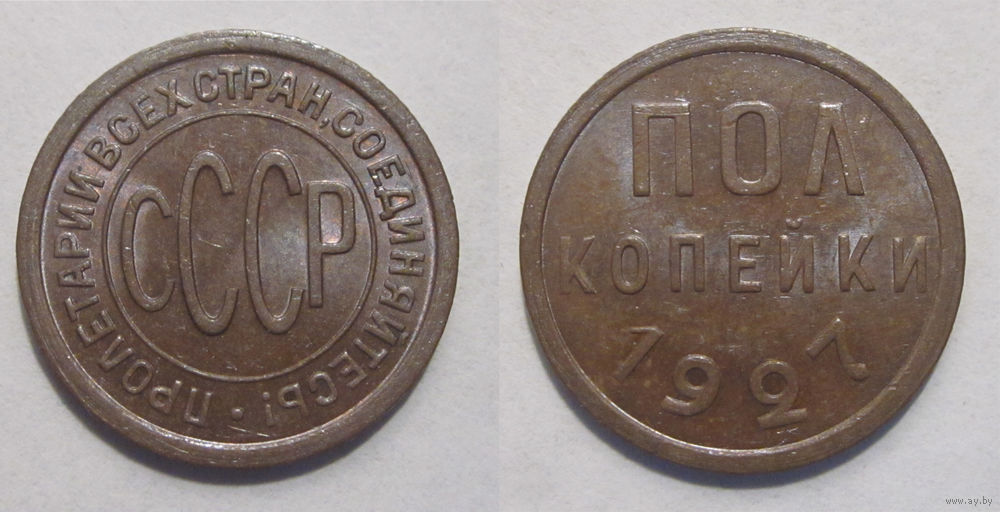 ПРОЛЕТАРИИ ВСЕХ СТРАН, СОЕДИНЯЙТЕСЬ!
СССР
ПОЛ
КОПЕЙКИ
1927
www.ay.by